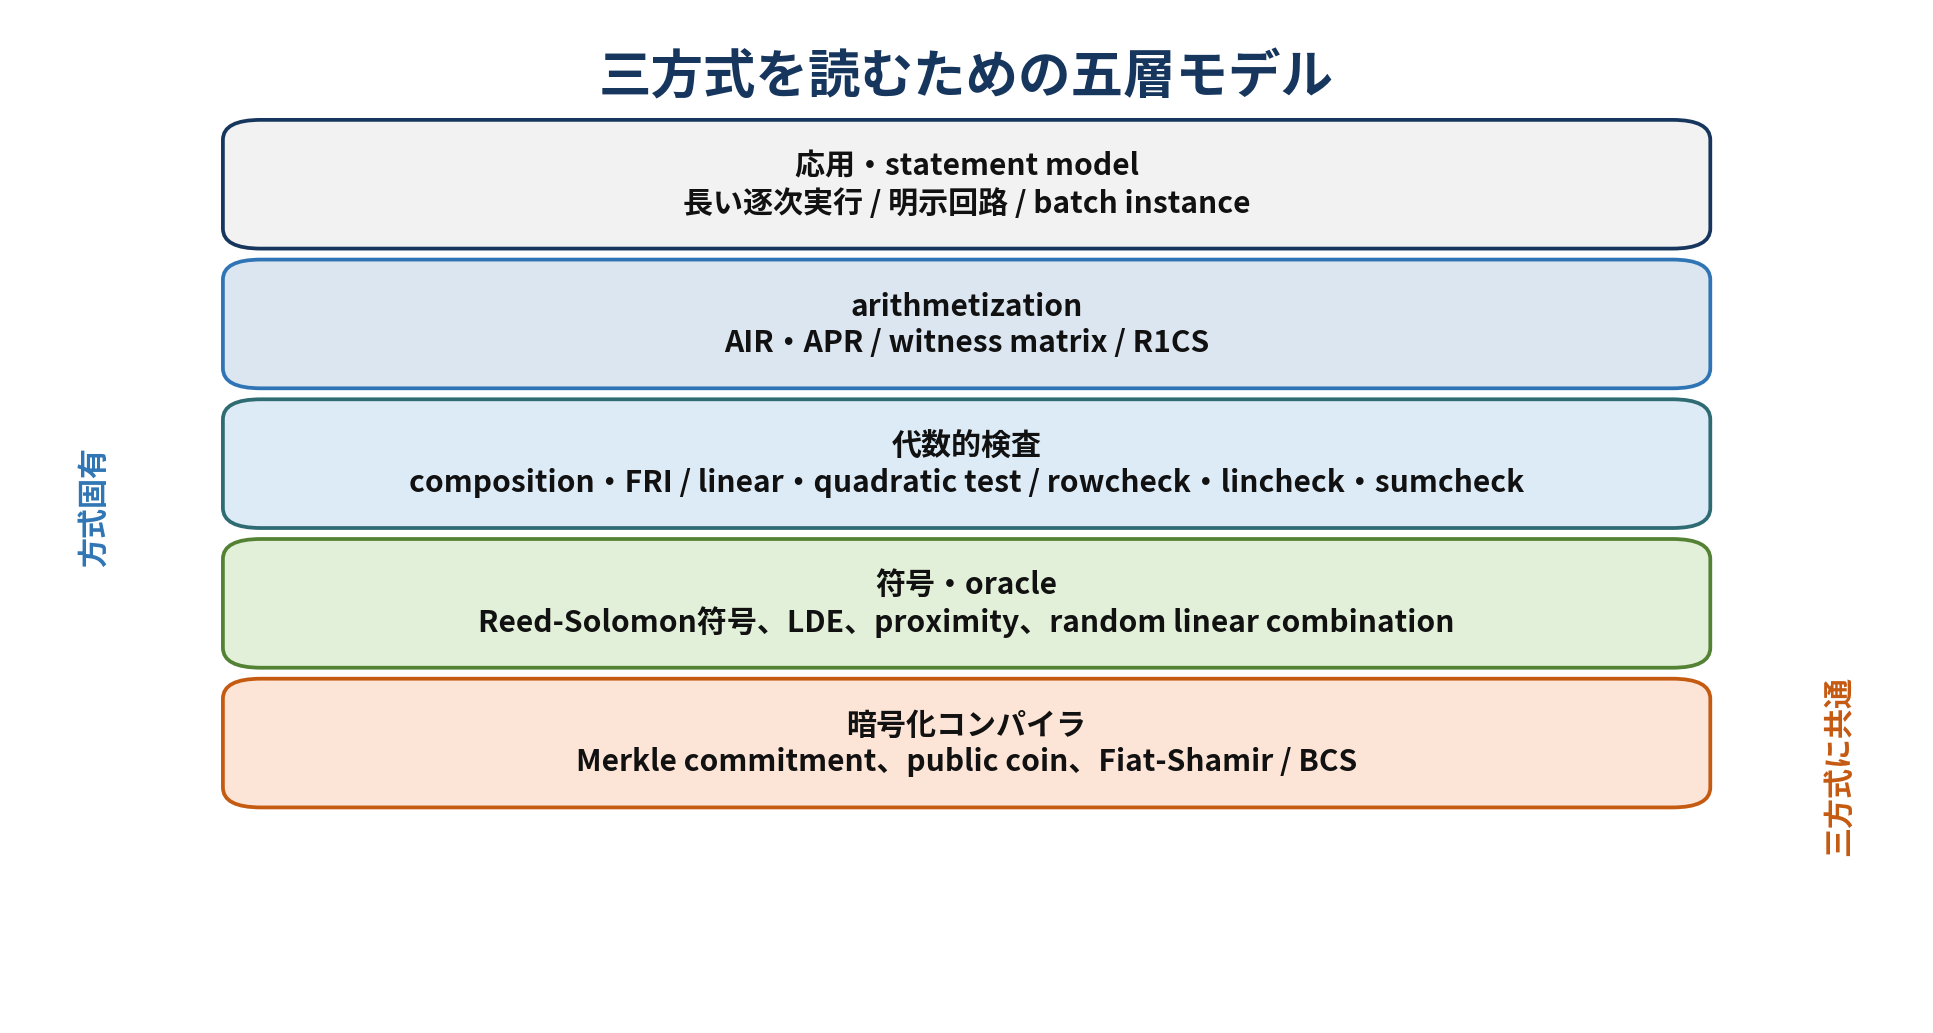 三方式を読むための五層モデル
応用・statement model
長い逐次実行 / 明示回路 / batch instance
arithmetization
AIR・APR / witness matrix / R1CS
代数的検査
composition・FRI / linear・quadratic test / rowcheck・lincheck・sumcheck
方式固有
符号・oracle
Reed-Solomon符号、LDE、proximity、random linear combination
暗号化コンパイラ
Merkle commitment、public coin、Fiat-Shamir / BCS
三方式に共通